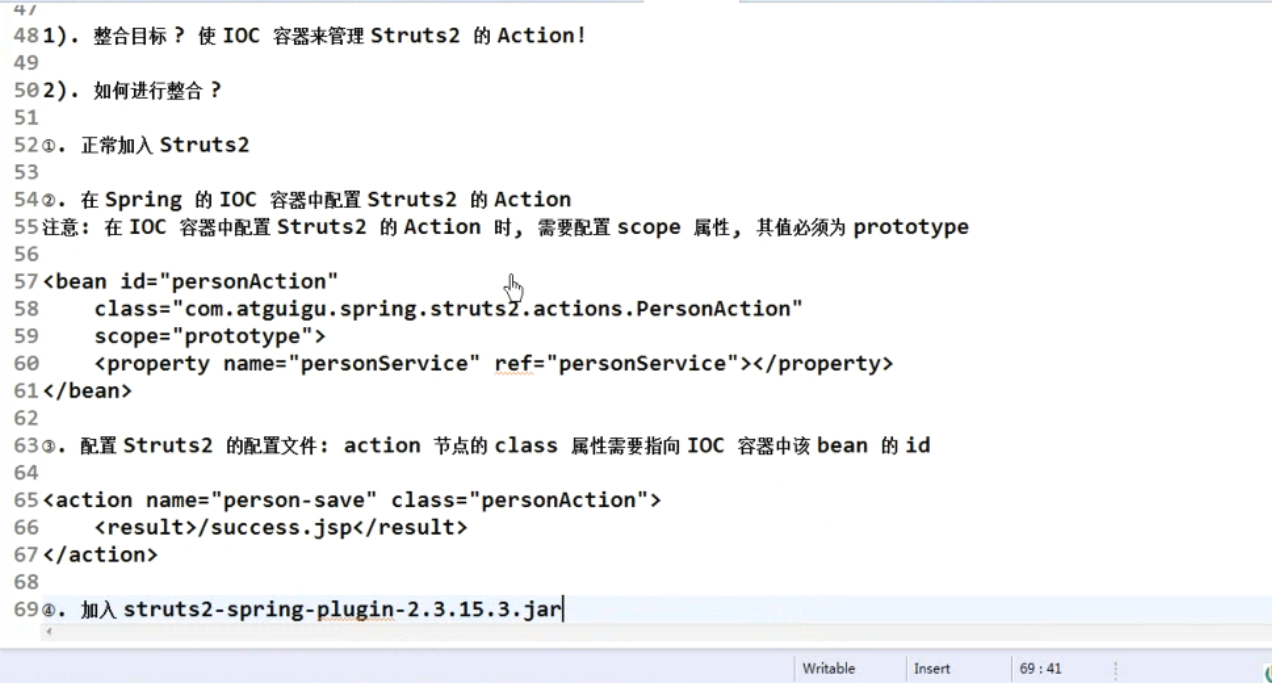 47
48 1). 整合目标？使 IOC 容器来管理 Struts2 的 Action!
49
50 2). 如何进行整合？
51
52 ①. 正常加入 Struts2
53
54 ②. 在 Spring 的 IOC 容器中配置 Struts2 的 Action
55 注意: 在 IOC 容器中配置 Struts2 的 Action 时, 需要配置 scope 属性, 其值必须为 prototype
56
57 <bean id="personAction"
58     class="com.atguigu.spring.struts2.actions.PersonAction"
59     scope="prototype">
60     <property name="personService" ref="personService"></property>
61 </bean>
62
63 ③. 配置 Struts2 的配置文件: action 节点的 class 属性需要指向 IOC 容器中该 bean 的 id
64
65 <action name="person-save" class="personAction">
66     <result>/success.jsp</result>
67 </action>
68
69 ④. 加入 struts2-spring-plugin-2.3.15.3.jar
Writable Insert 69 : 41